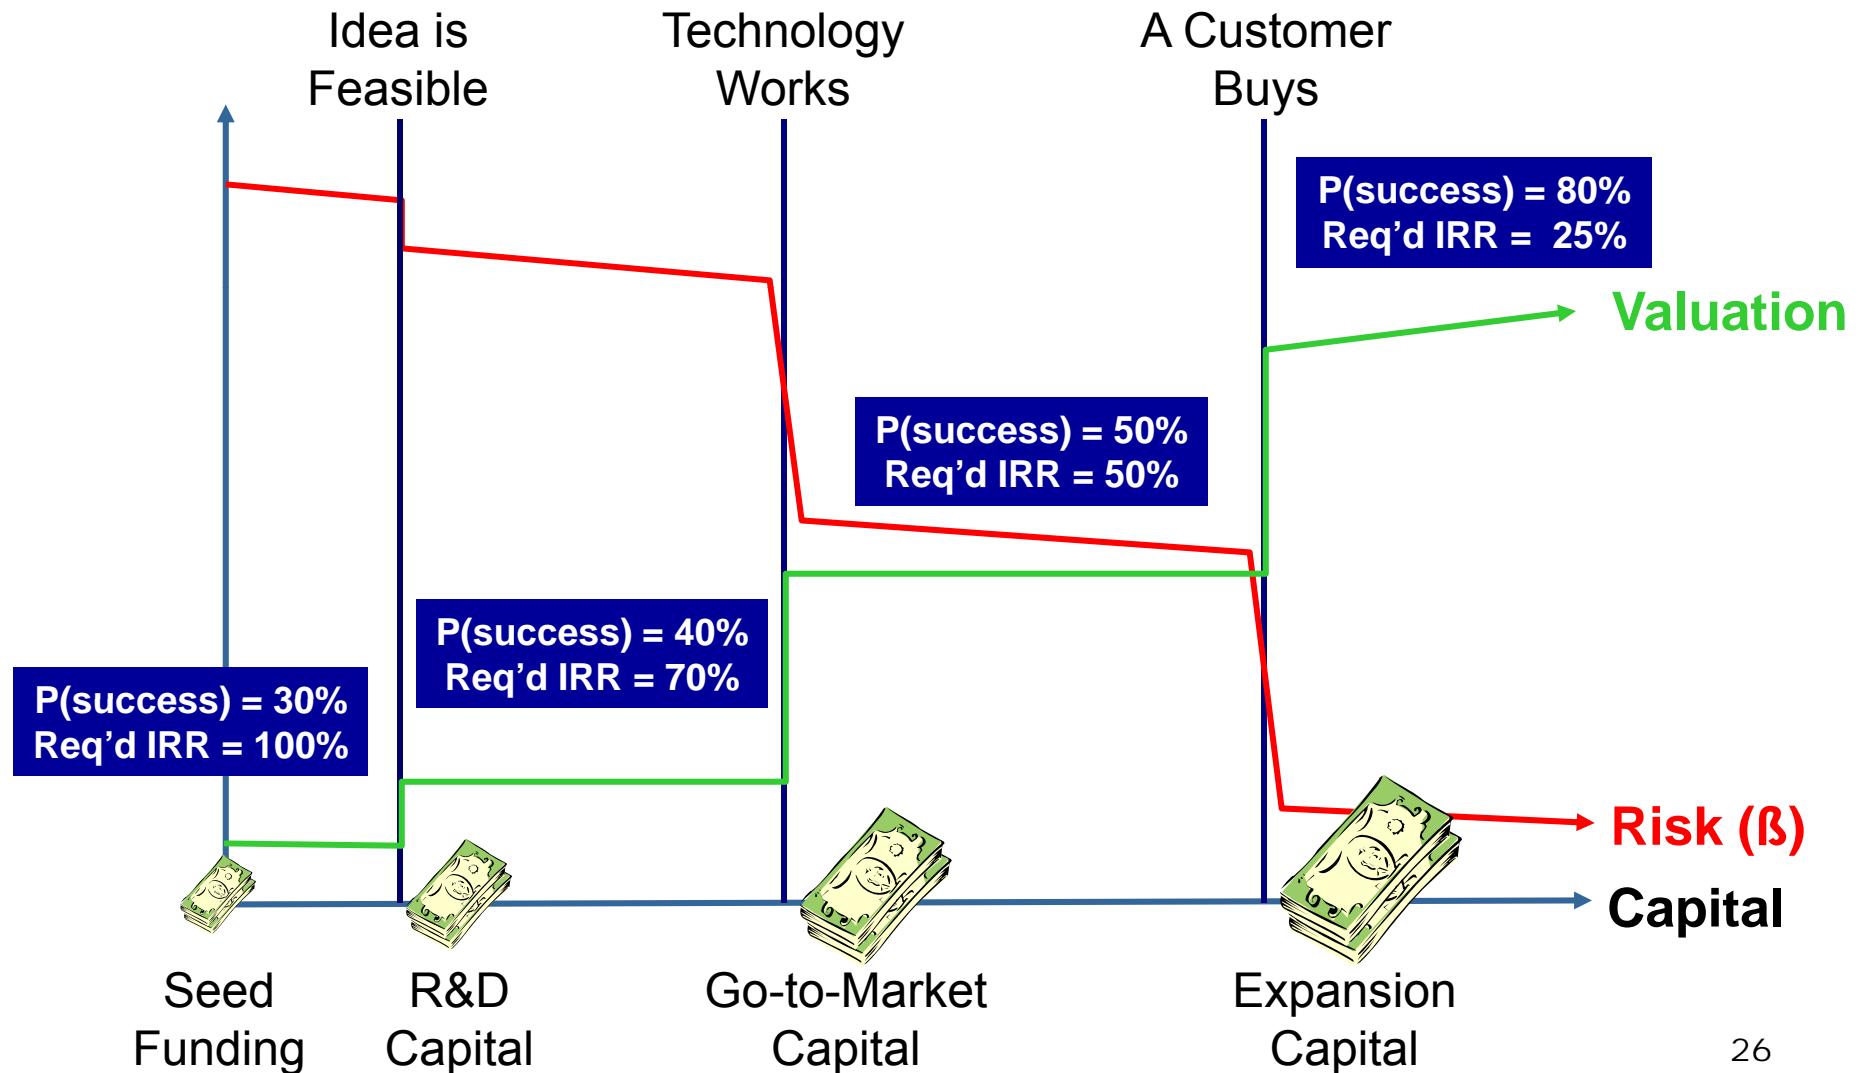 Idea is
Feasible
Technology
Works
A Customer
Buys
P(success) = 80%
Req’d IRR =  25%
Valuation
P(success) = 50%
Req’d IRR = 50%
P(success) = 40%
Req’d IRR = 70%
P(success) = 30%
Req’d IRR = 100%
Risk (ß)
Capital
Seed
Funding
R&D
Capital
Go-to-Market
Capital
Expansion
Capital
26